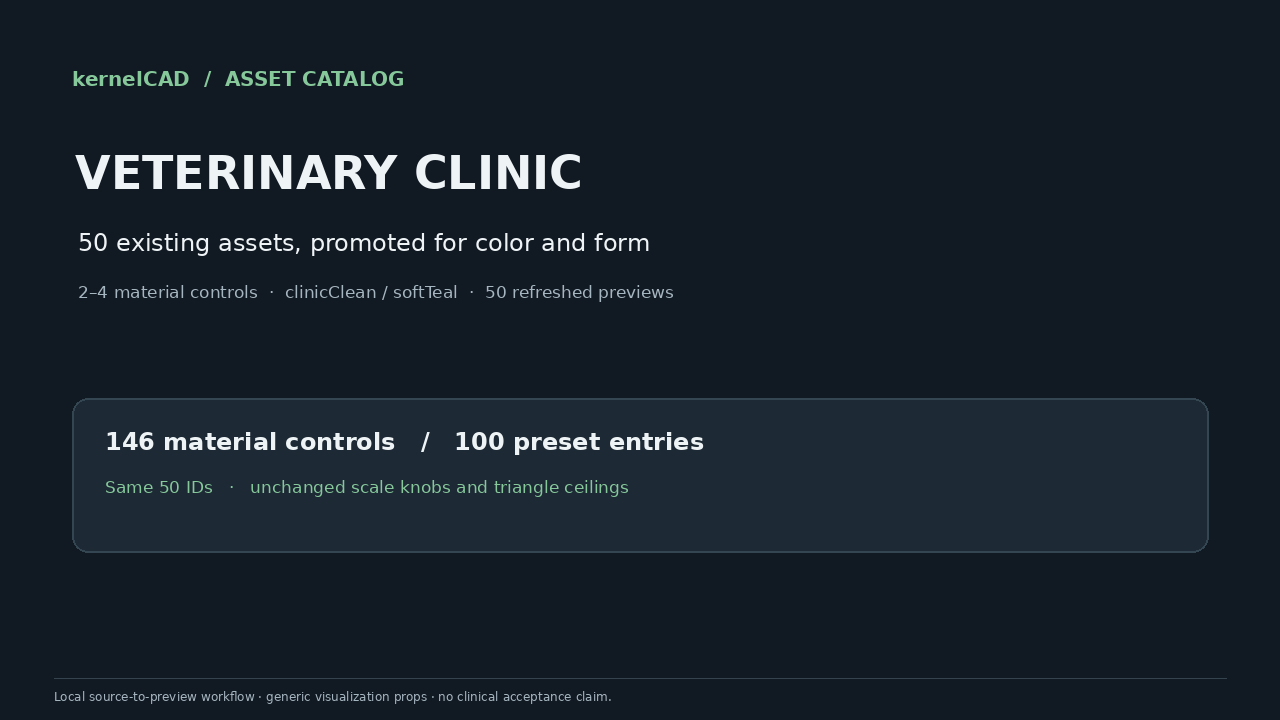 kernelCAD / ASSET CATALOG
VETERINARY CLINIC
50 existing assets, promoted for color and form
2–4 material controls · clinicClean / softTeal · 50 refreshed previews
146 material controls / 100 preset entries
Same 50 IDs · unchanged scale knobs and triangle ceilings
Local source-to-preview workflow · generic visualization props · no clinical acceptance claim.